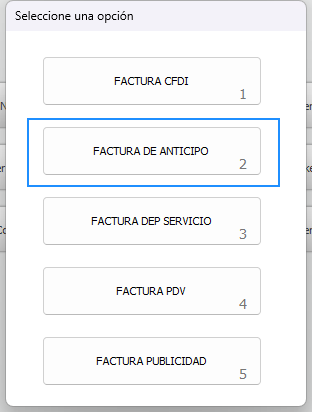 Seleccione una opción
FACTURA CFDI
1
FACTURA DE ANTICIPO
2
FACTURA DEP SERVICIO
3
FACTURA PDV
4
FACTURA PUBLICIDAD
5